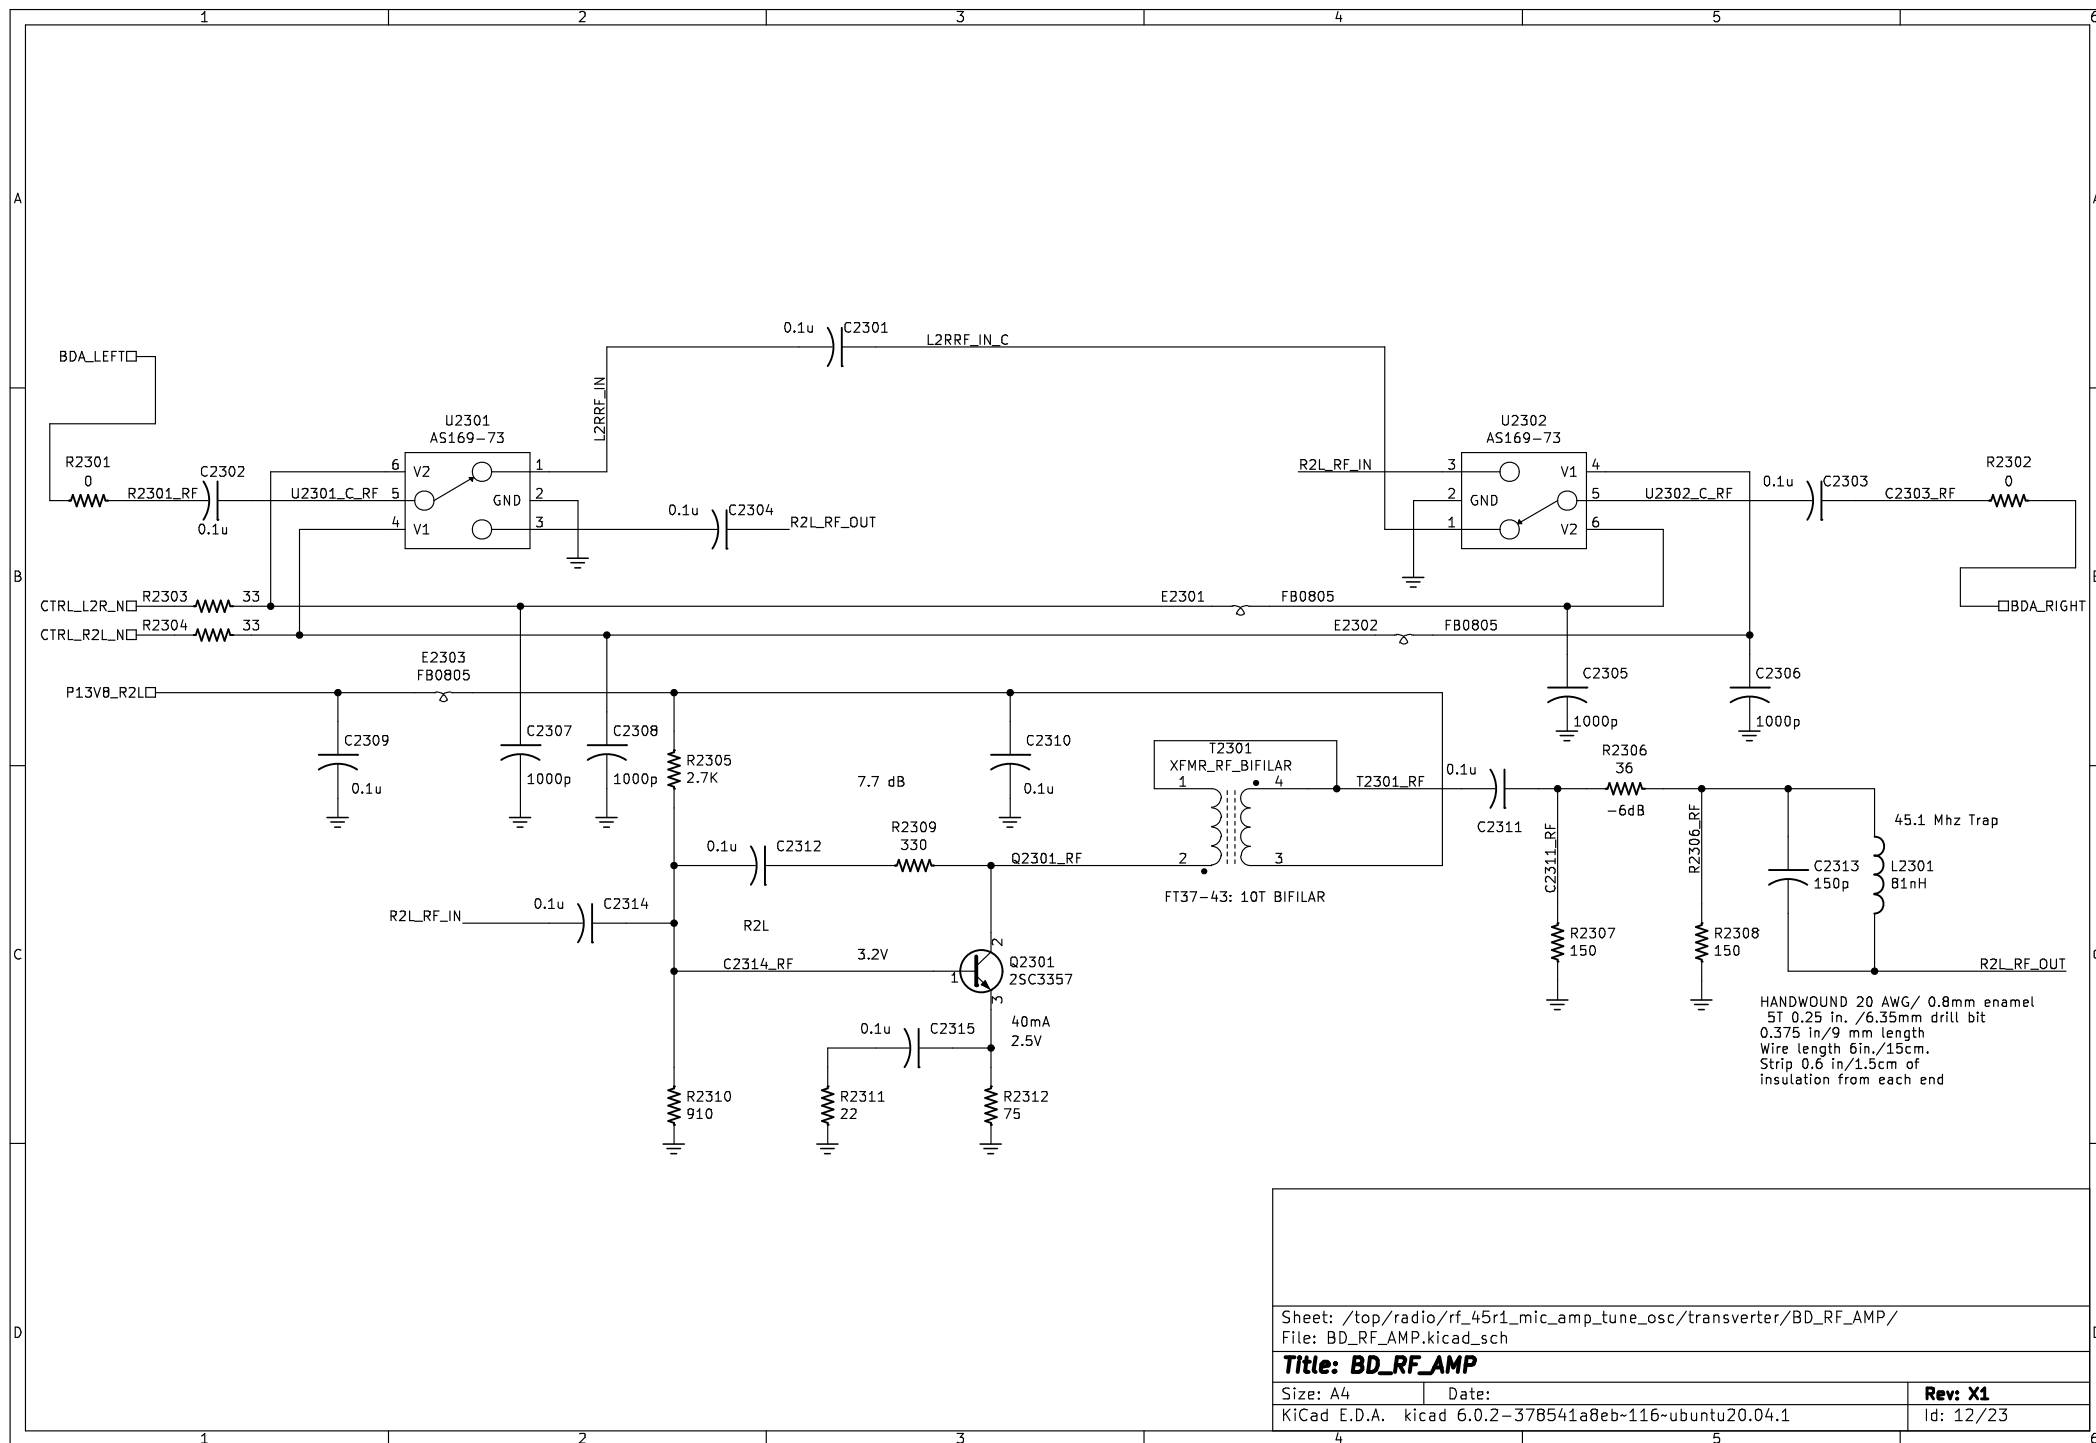 1 2 3 4 5 6
A
0.1u C2301
L2RRF_IN_C
BDA_LEFT
L2RRF_IN
U2301
AS169-73
U2302
AS169-73
R2301
0
C2302
0.1u
R2301_RF
U2301_C_RF
6 V2 1
5 GND 2
4 V1 3
0.1u C2304
R2L_RF_OUT
R2L_RF_IN
3 V1 4
2 GND 5
1 V2 6
U2302_C_RF
0.1u C2303
C2303_RF
R2302
0
B
CTRL_L2R_N R2303 33
E2301 FB0805
BDA_RIGHT
CTRL_R2L_N R2304 33
E2302 FB0805
E2303
FB0805
P13V8_R2L
C2305
1000p
C2306
1000p
C2309
0.1u
C2307
1000p
C2308
1000p
R2305
2.7K
7.7 dB
C2310
0.1u
T2301
XFMR_RF_BIFILAR
1 4
2 3
T2301_RF
0.1u
C2311
R2306
36
-6dB
C2311_RF
R2306_RF
45.1 Mhz Trap
0.1u C2312
R2309
330
Q2301_RF
FT37-43: 10T BIFILAR
C2313
150p
L2301
81nH
R2L_RF_IN
0.1u C2314
R2L
R2307
150
R2308
150
C
C2314_RF
3.2V
1
2
3
Q2301
2SC3357
R2L_RF_OUT
HANDWOUND 20 AWG/ 0.8mm enamel
5T 0.25 in. /6.35mm drill bit
0.375 in/9 mm length
Wire length 6in./15cm.
Strip 0.6 in/1.5cm of
insulation from each end
0.1u C2315
40mA
2.5V
R2310
910
R2311
22
R2312
75
D
Sheet: /top/radio/rf_45r1_mic_amp_tune_osc/transverter/BD_RF_AMP/
File: BD_RF_AMP.kicad_sch
Title: BD_RF_AMP
Size: A4 Date: Rev: X1
KiCad E.D.A. kicad 6.0.2-378541a8eb~116~ubuntu20.04.1 Id: 12/23
1 2 3 4 5 6